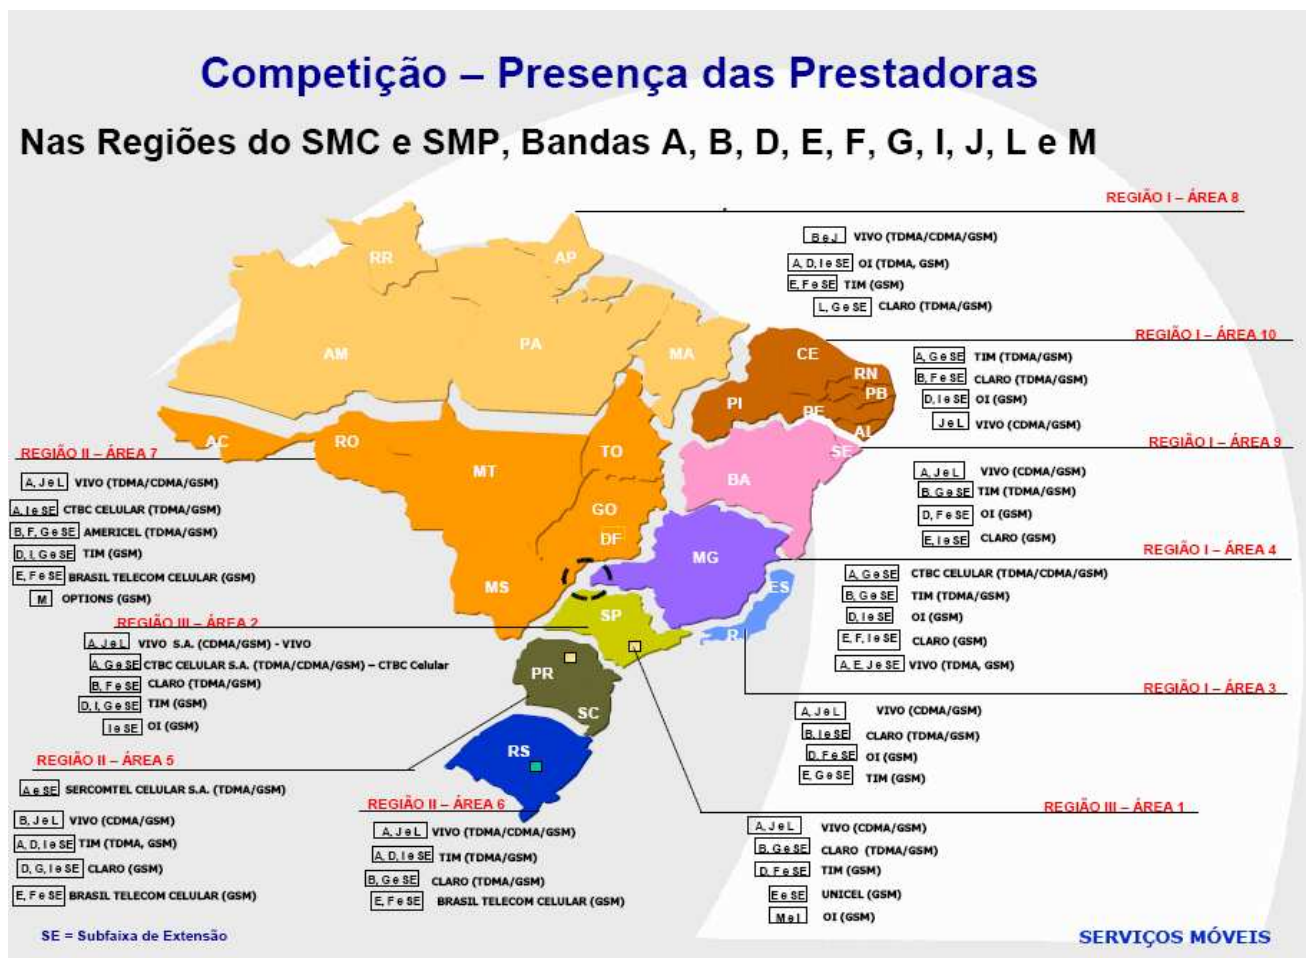 Competição – Presença das Prestadoras
Nas Regiões do SMC e SMP, Bandas A, B, D, E, F, G, I, J, L e M
REGIÃO I – ÁREA 8
B e J VIVO (TDMA/CDMA/GSM)
A, D, I e SE OI (TDMA, GSM)
E, F e SE TIM (GSM)
L, G e SE CLARO (TDMA/GSM)
REGIÃO I – ÁREA 10
A, G e SE TIM (TDMA/GSM)
B, F e SE CLARO (TDMA/GSM)
D, I e SE OI (GSM)
J e L VIVO (GSM)
REGIÃO I – ÁREA 9
A, J e L VIVO (CDMA/GSM)
B, G e SE TIM (TDMA/GSM)
D, F e SE OI (GSM)
E, I e SE CLARO (GSM)
REGIÃO I – ÁREA 4
A, G e SE CTBC CELULAR (TDMA/CDMA/GSM)
B, G e SE TIM (TDMA/GSM)
D, I e SE OI (GSM)
E, F, I e SE CLARO (GSM)
A, E, J e SE VIVO (TDMA, GSM)
REGIÃO I – ÁREA 3
A, J e L VIVO (CDMA/GSM)
B, I e SE CLARO (TDMA/GSM)
D, F e SE OI (GSM)
E, G e SE TIM (GSM)
REGIÃO III – ÁREA 1
A, J e L VIVO (CDMA/GSM)
B, G e SE CLARO (TDMA/GSM)
D, F e SE TIM (GSM)
E e SE UNICEL (GSM)
M e I OI (GSM)
RR
AP
AM
PA
MA
CE
RN
PB
PI
PE
AL
SE
AC
RO
MT
TO
BA
GO
DF
MG
MS
ES
SP
R
PR
SC
RS
REGIÃO II – ÁREA 7
A, J e L VIVO (TDMA/CDMA/GSM)
A, I e SE CTBC CELULAR (TDMA/GSM)
B, F, G e SE AMERICEL (TDMA/GSM)
D, I, G e SE TIM (GSM)
E, F e SE BRASIL TELECOM CELULAR (GSM)
M OPTIONS (GSM)
REGIÃO III – ÁREA 2
A, J e L VIVO S.A. (CDMA/GSM) - VIVO
A, G e SE CTBC CELULAR S.A. (TDMA/CDMA/GSM) – CTBC Celular
B, F e SE CLARO (TDMA/GSM)
D, I, G e SE TIM (GSM)
I e SE OI (GSM)
REGIÃO II – ÁREA 5
A e SE SERCOMTEL CELULAR S.A. (TDMA/GSM)
B, J e L VIVO (CDMA/GSM)
A, D, I e SE TIM (TDMA, GSM)
D, G, I e SE CLARO (GSM)
E, F e SE BRASIL TELECOM CELULAR (GSM)
REGIÃO II – ÁREA 6
A, J e L VIVO (TDMA/CDMA/GSM)
A, D, I e SE TIM (TDMA/GSM)
B, G e SE CLARO (TDMA/GSM)
E, F e SE BRASIL TELECOM CELULAR (GSM)
SE = Subfaixa de Extensão
SERVIÇOS MÓVEIS